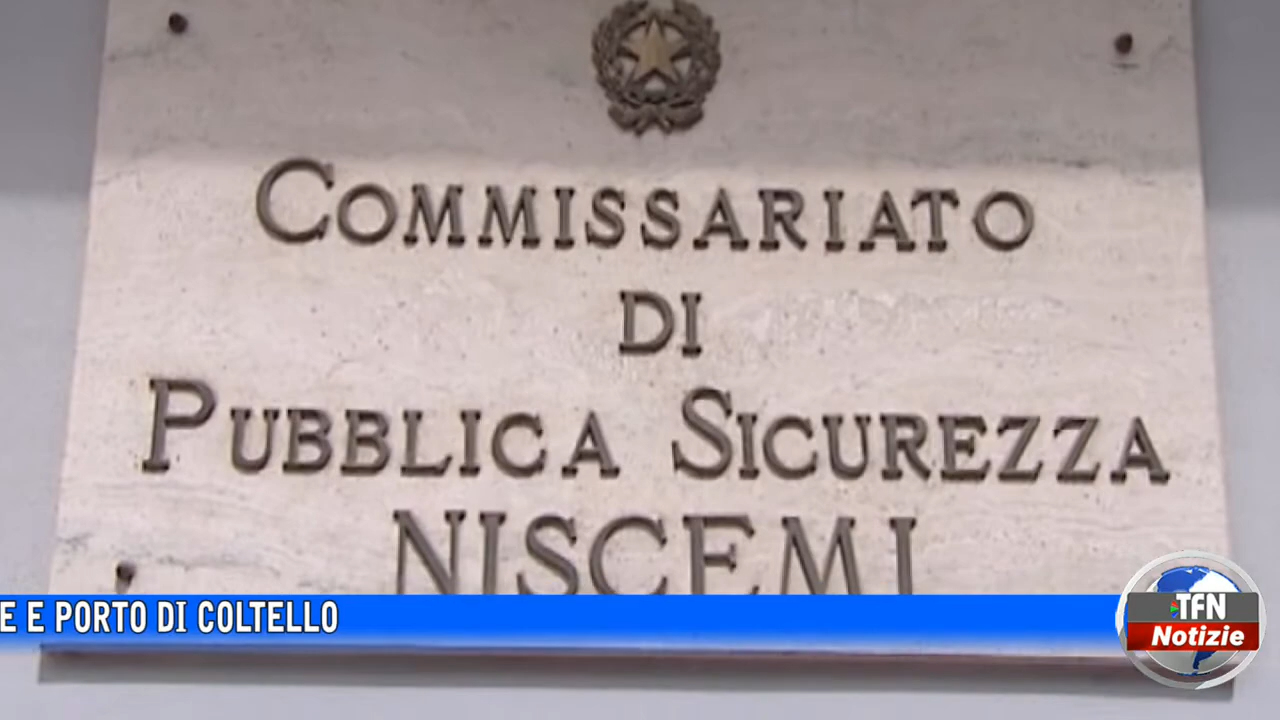 Commissariato
di
Pubblica Sicurezza
NISCEMI
E E PORTO DI COLTELLO
TFN
Notizie